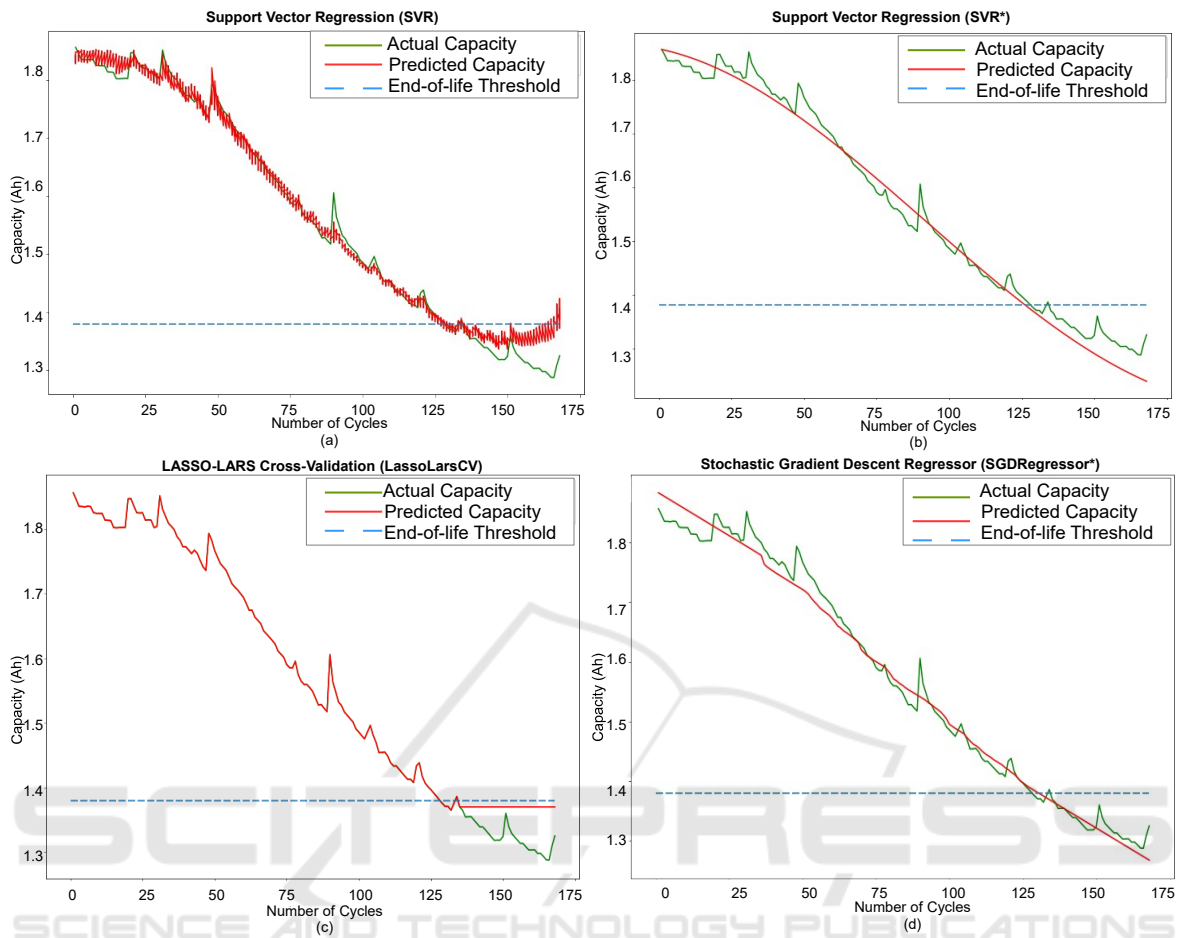 Support Vector Regression (SVR)
Actual Capacity
Predicted Capacity
End-of-life Threshold
Capacity (Ah)
1.8
1.7
1.6
1.5
1.4
1.3
0 25 50 75 100 125 150 175
Number of Cycles
(a)
Support Vector Regression (SVR*)
Actual Capacity
Predicted Capacity
End-of-life Threshold
Capacity (Ah)
1.8
1.7
1.6
1.5
1.4
1.3
0 25 50 75 100 125 150 175
Number of Cycles
(b)
LASSO-LARS Cross-Validation (LassoLarsCV)
Actual Capacity
Predicted Capacity
End-of-life Threshold
Capacity (Ah)
1.8
1.7
1.6
1.5
1.4
1.3
0 25 50 75 100 125 150 175
Number of Cycles
(c)
Stochastic Gradient Descent Regressor (SGDRegressor*)
Actual Capacity
Predicted Capacity
End-of-life Threshold
Capacity (Ah)
1.8
1.7
1.6
1.5
1.4
1.3
0 25 50 75 100 125 150 175
Number of Cycles
(d)
SCITEPRESS
SCIENCE AND TECHNOLOGY PUBLICATIONS